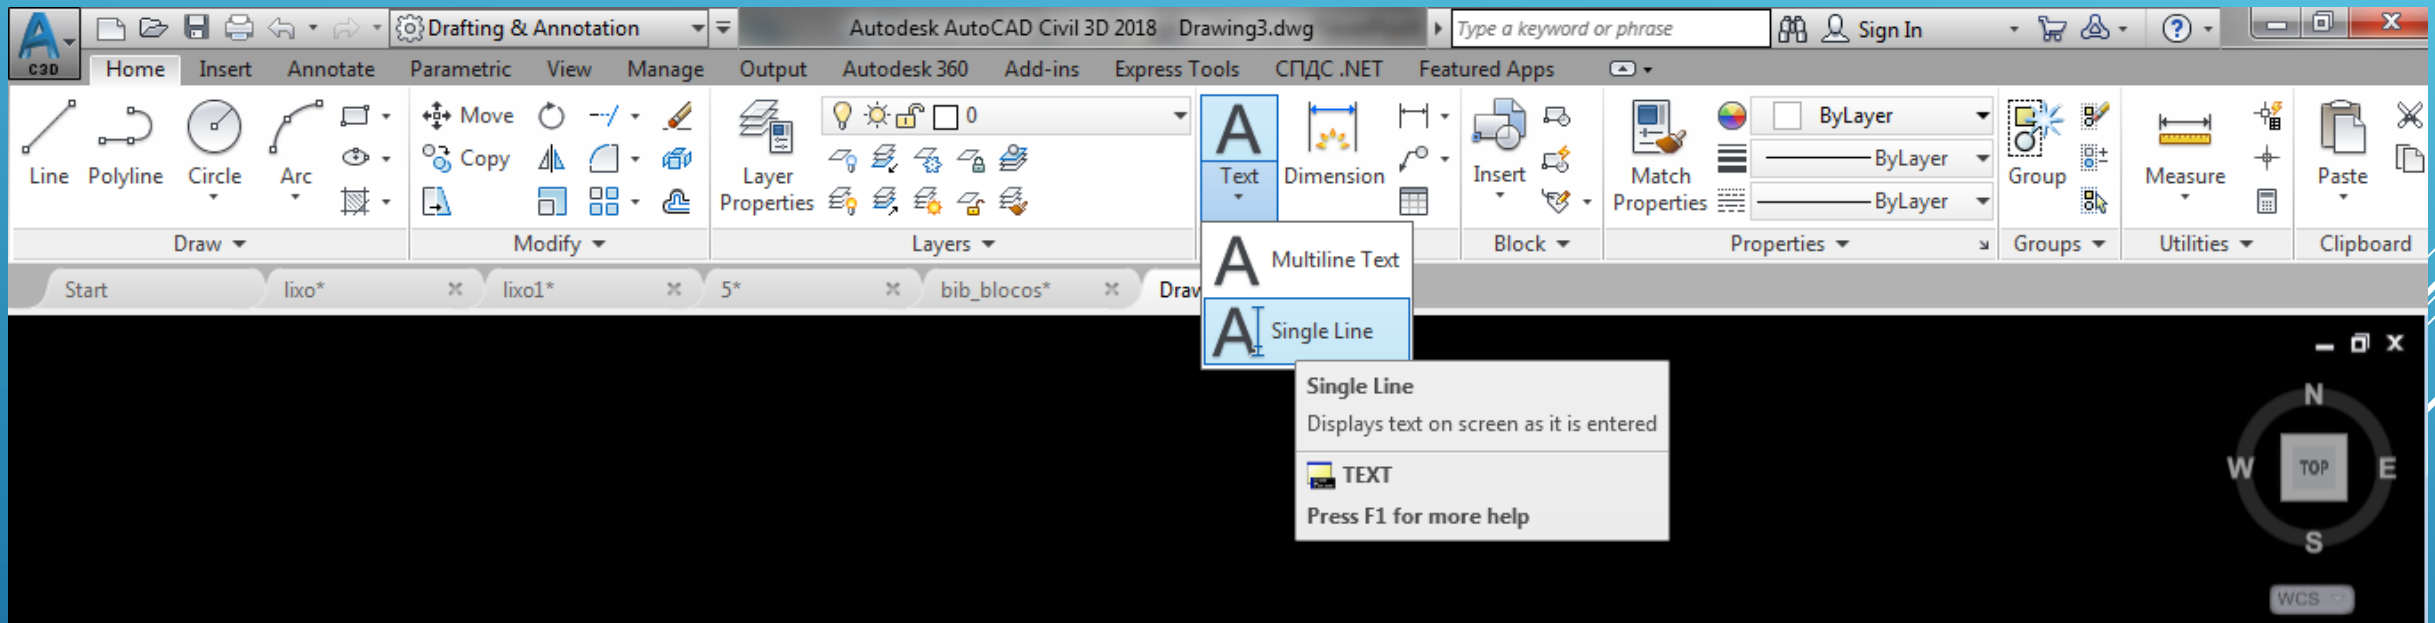 Drafting & Annotation Autodesk AutoCAD Civil 3D 2018 Drawing3.dwg Type a keyword or phrase Sign In
C3D Home Insert Annotate Parametric View Manage Output Autodesk 360 Add-ins Express Tools СПДС .NET Featured Apps
Move 0 ByLayer
Copy ByLayer
Line Polyline Circle Arc Layer Properties Text Dimension Insert Match Properties Group Measure Paste
ByLayer
Draw Modify Layers Block Properties Groups Utilities Clipboard
Multiline Text
Start lixo* lixo1* 5* bib_blocos* Draw
Single Line
Single Line
Displays text on screen as it is entered
TEXT
Press F1 for more help
N
W TOP E
S
WCS